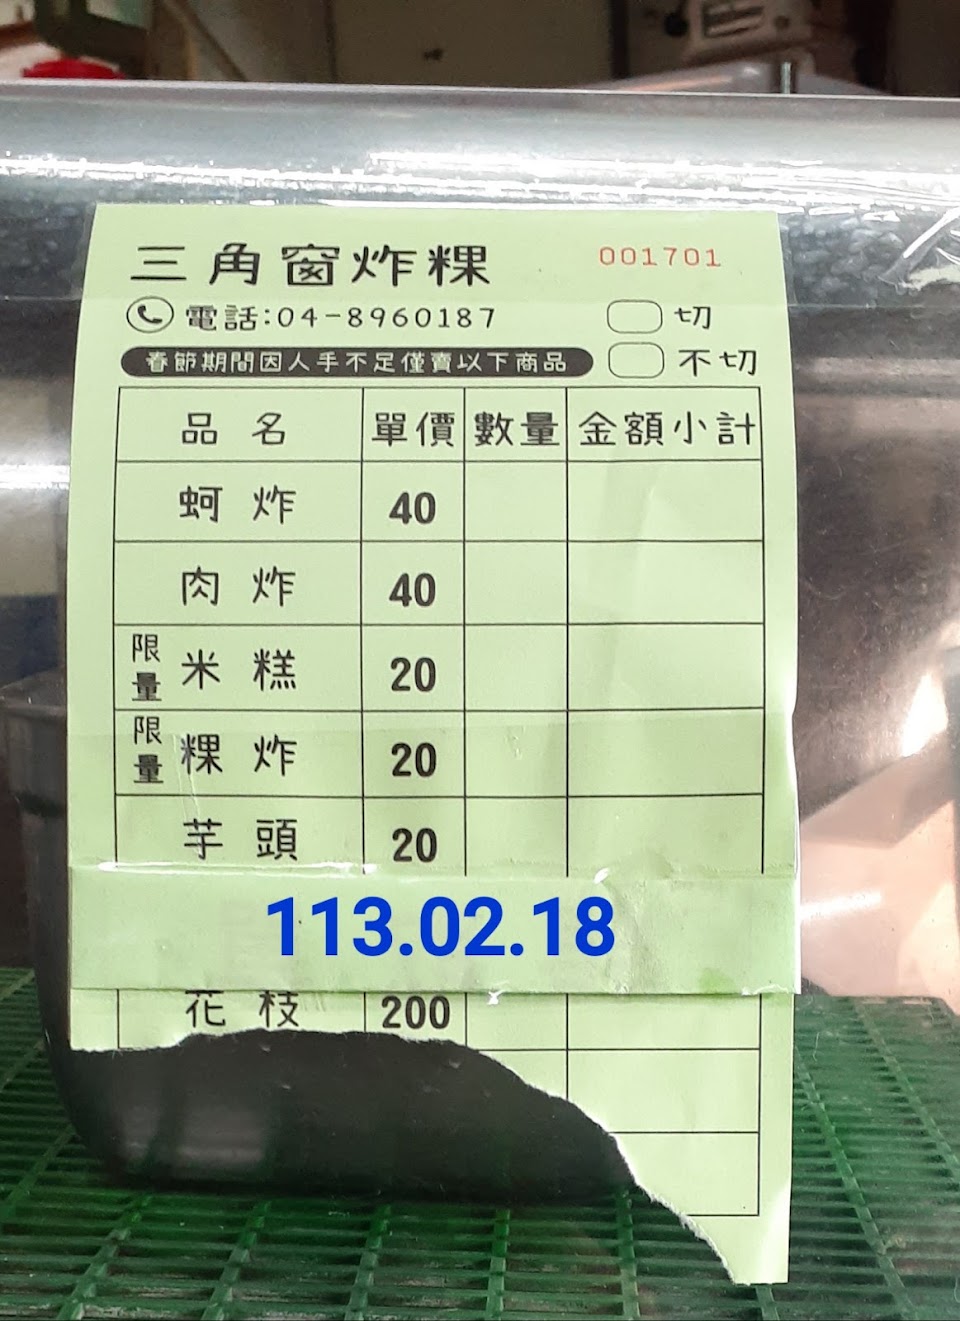 三角窗炸粿 001701
電話:04-8960187 切
春節期間因人手不足僅賣以下商品 不切
品名 單價 數量 金額小計
蚵炸 40
肉炸 40
限量 米糕 20
限量 粿炸 20
芋頭 20
113.02.18
花枝 200